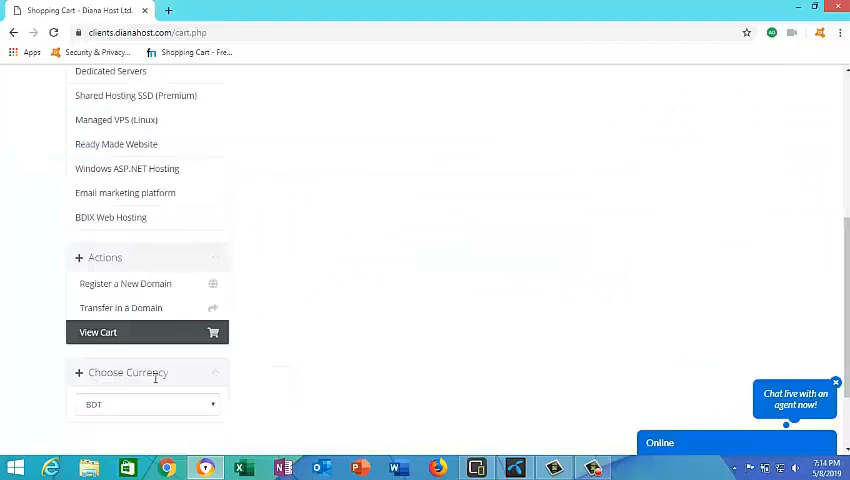 Shopping Cart - Diana Host Ltd.
clients.dianahost.com/cart.php
Apps
Security & Privacy...
fn Shopping Cart - Fre...
Dedicated Servers
Shared Hosting SSD (Premium)
Managed VPS (Linux)
Ready Made Website
Windows ASP.NET Hosting
Email marketing platform
BDIX Web Hosting
Actions
Register a New Domain
Transfer in a Domain
View Cart
Choose Currency
BDT
Chat live with an
agent now!
Online
7:14 PM
5/8/2019